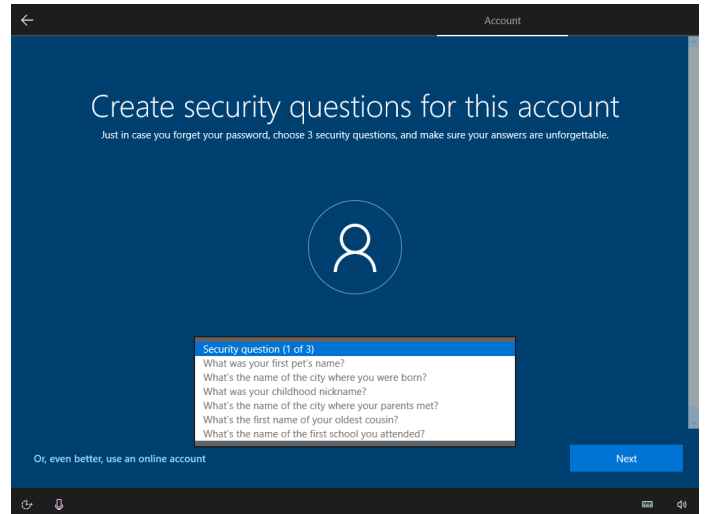 Account
Create security questions for this account
Just in case you forget your password, choose 3 security questions, and make sure your answers are unforgettable.
Security question (1 of 3)
What was your first pet's name?
What's the name of the city where you were born?
What was your childhood nickname?
What's the name of the city where your parents met?
What's the first name of your oldest cousin?
What's the name of the first school you attended?
Or, even better, use an online account
Next